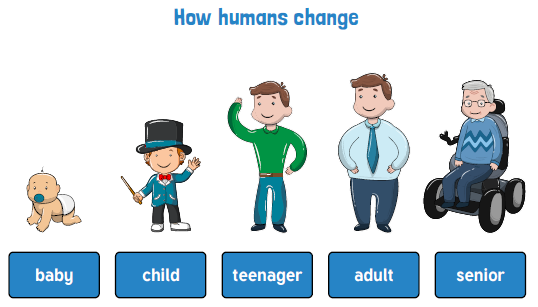 How humans change
baby
child
teenager
adult
senior